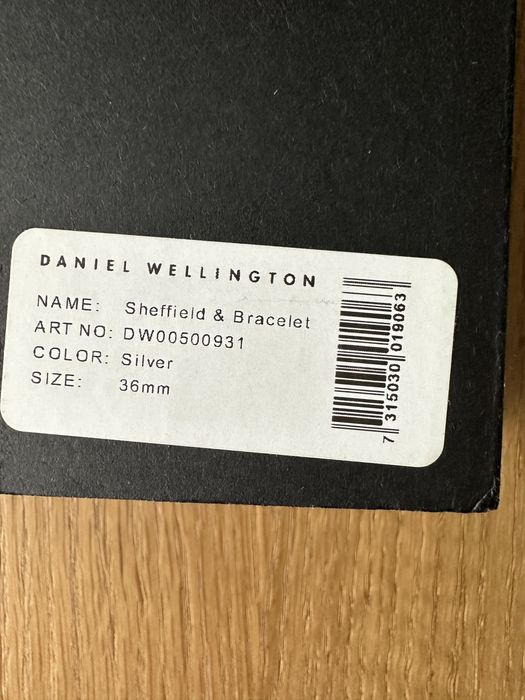 DANIEL WELLINGTON
NAME: Sheffield & Bracelet
ART NO: DW00500931
COLOR: Silver
SIZE: 36mm
7 315030 019063